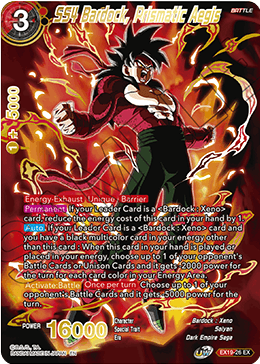 BATTLE
3
SS4 Bardock, Prismatic Aegis
5000
Energy-Exhaust Unique Barrier
Permanent If your Leader Card is a <Bardock : Xeno>
card, reduce the energy cost of this card in your hand by 1.
Auto If your Leader Card is a <Bardock : Xeno> card and
you have a black multicolor card in your energy other
than this card : When this card in your hand is played or
placed in your energy, choose up to 1 of your opponent's
Battle Cards or Unison Cards and it gets -2000 power for
the turn for each card color in your Energy Area.
Activate:Battle Once per turn Choose up to 1 of your
opponent's Battle Cards and it gets -5000 power for the
turn.
POWER 16000
Character Bardock : Xeno
Special Trait Saiyan
Era Dark Empire Saga
BANDAI
EX19-26 EX